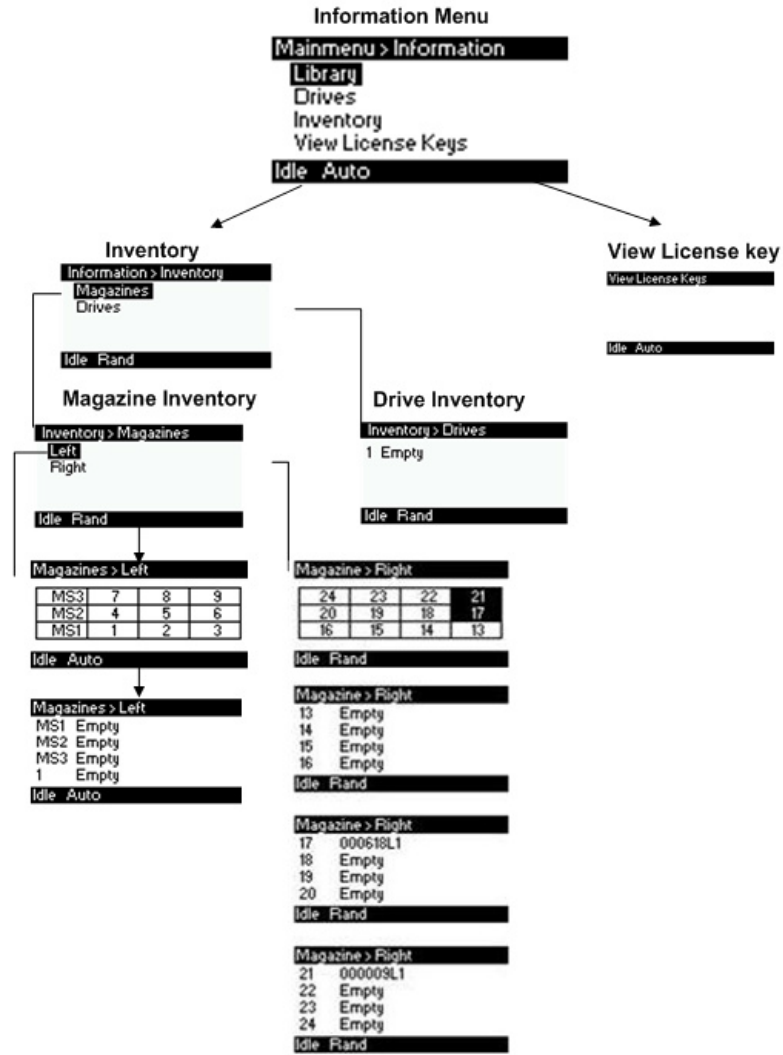 Information Menu
Mainmenu > Information
Library
Drives
Inventory
View License Keys
Idle Auto
Inventory
Information > Inventory
Magazines
Drives
Idle Rand
View License key
View License Keys
Idle Auto
Magazine Inventory
Inventory > Magazines
Left
Right
Idle Rand
Drive Inventory
Inventory > Drives
1 Empty
Idle Rand
Magazines > Left
MS3 7 8 9
MS2 4 5 6
MS1 1 2 3
Idle Auto
Magazines > Left
MS1 Empty
MS2 Empty
MS3 Empty
1 Empty
Idle Auto
Magazine > Right
24 23 22 21
20 19 18 17
16 15 14 13
Idle Rand
Magazine > Right
13 Empty
14 Empty
15 Empty
16 Empty
Idle Rand
Magazine > Right
17 000618L1
18 Empty
19 Empty
20 Empty
Idle Rand
Magazine > Right
21 000009L1
22 Empty
23 Empty
24 Empty
Idle Rand